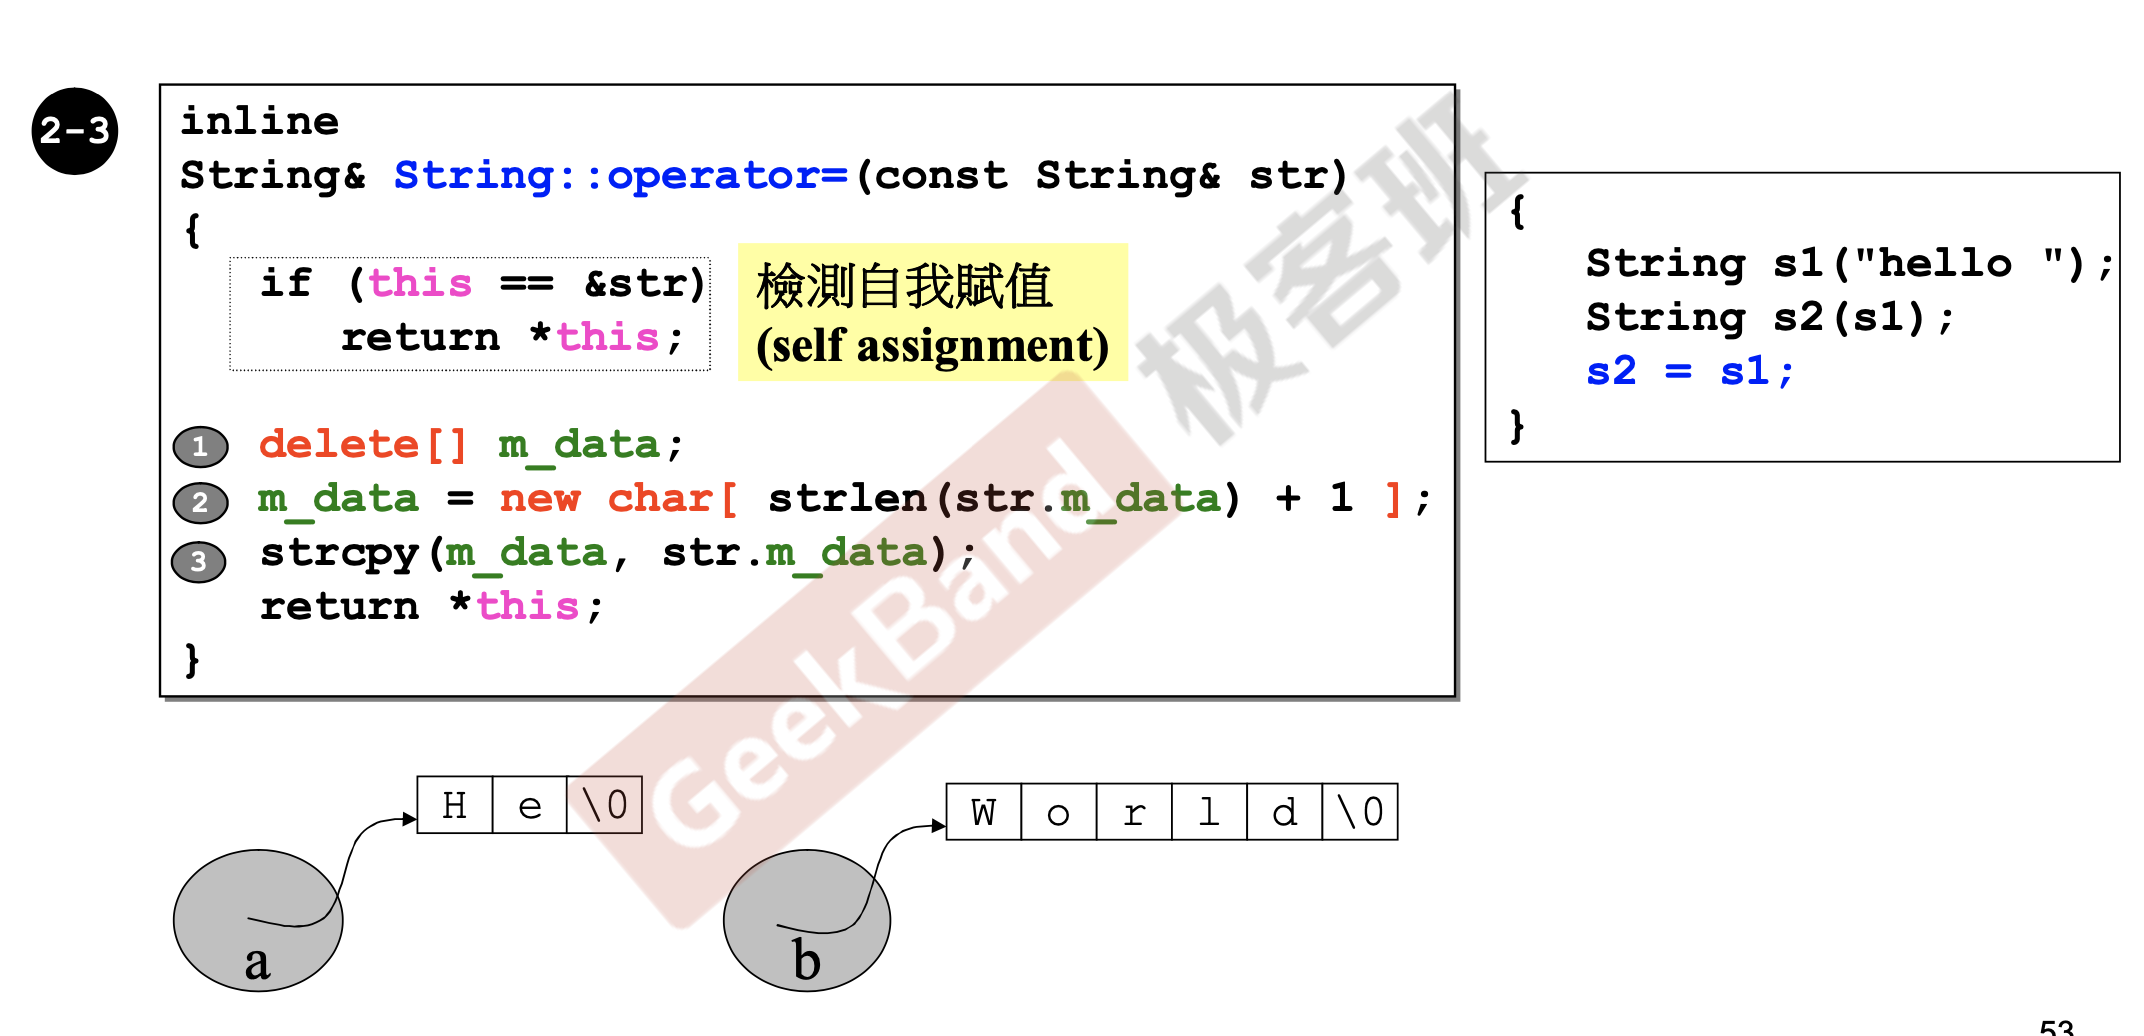 2-3
inline
String& String::operator=(const String& str)
{
if (this == &str)
return *this;
檢測自我賦值
(self assignment)
1 delete[] m_data;
2 m_data = new char[ strlen(str.m_data) + 1 ];
3 strcpy(m_data, str.m_data);
return *this;
}
{
String s1("hello ");
String s2(s1);
s2 = s1;
}
H e \0
a
W o r l d \0
b
GeekBand 极客班
53